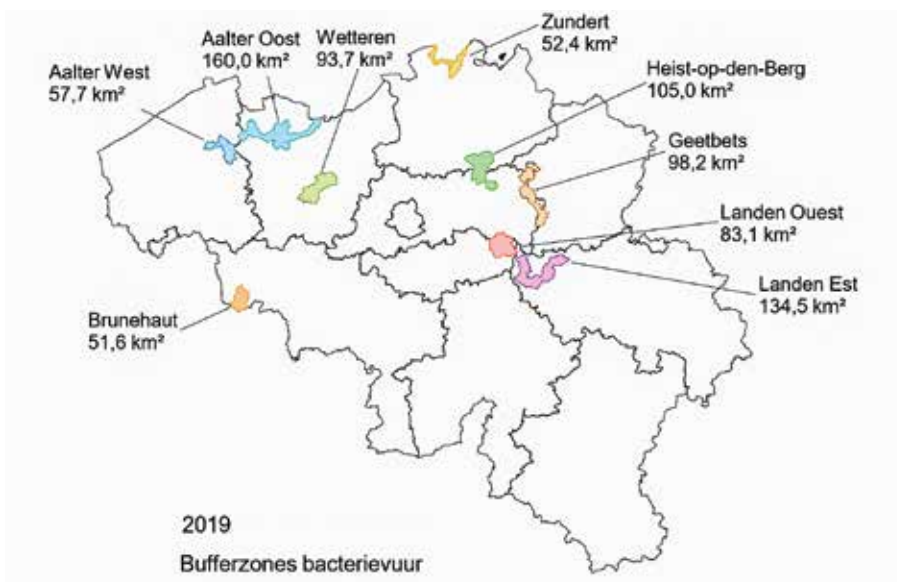 Zundert
52,4 km²
Aalter Oost
160,0 km²
Wetteren
93,7 km²
Aalter West
57,7 km²
Heist-op-den-Berg
105,0 km²
Geetbets
98,2 km²
Landen Ouest
83,1 km²
Landen Est
134,5 km²
Brunehaut
51,6 km²
2019
Bufferzones bacterievuur